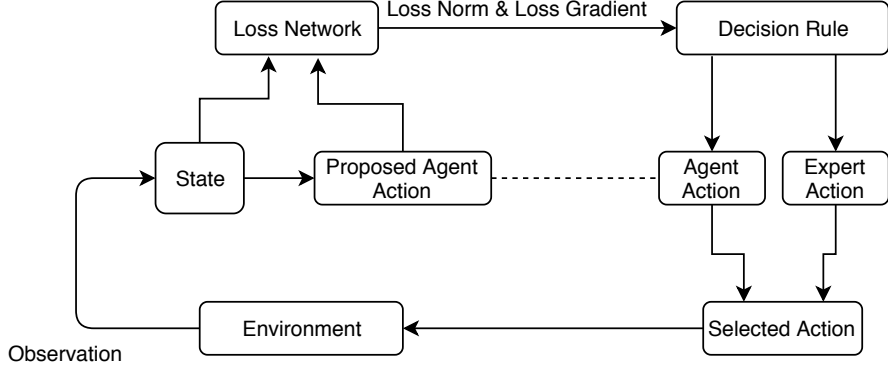 Loss Norm & Loss Gradient
Loss Network
Decision Rule
State
Proposed Agent
Action
Agent
Action
Expert
Action
Environment
Selected Action
Observation